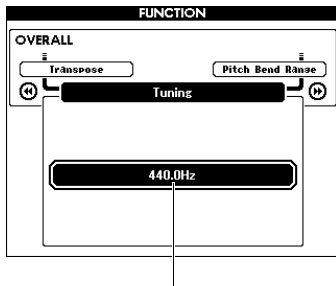 FUNCTION
OVERALL
Transpose
Pitch Bend Range
Tuning
440.0Hz